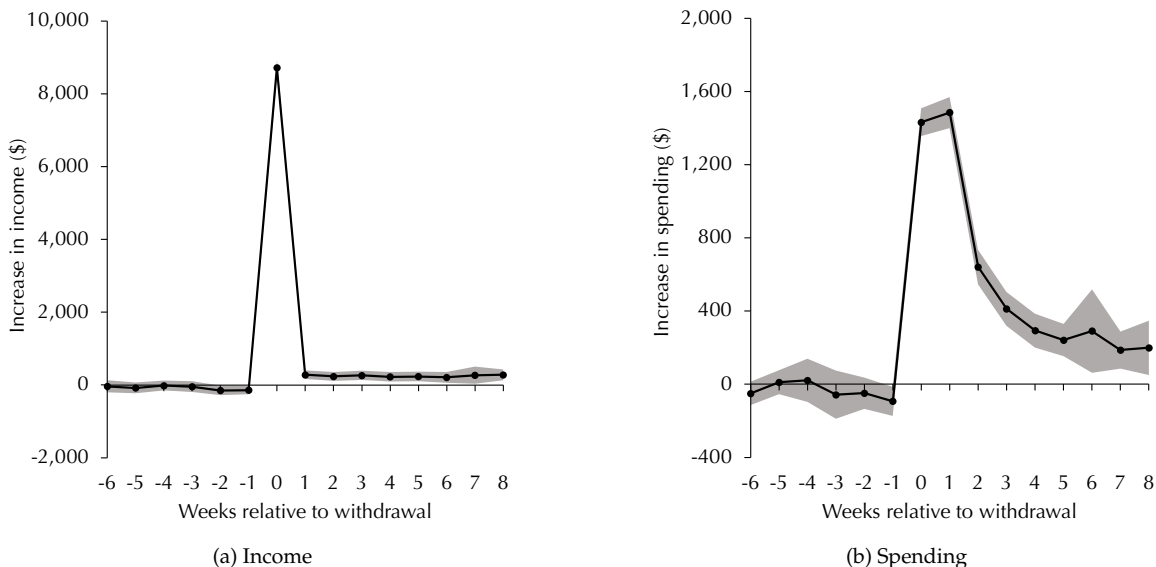 10,000
8,000
6,000
4,000
2,000
0
-2,000
Increase in income ($)
-6 -5 -4 -3 -2 -1 0 1 2 3 4 5 6 7 8
Weeks relative to withdrawal
(a) Income
2,000
1,600
1,200
800
400
0
-400
Increase in spending ($)
-6 -5 -4 -3 -2 -1 0 1 2 3 4 5 6 7 8
Weeks relative to withdrawal
(b) Spending